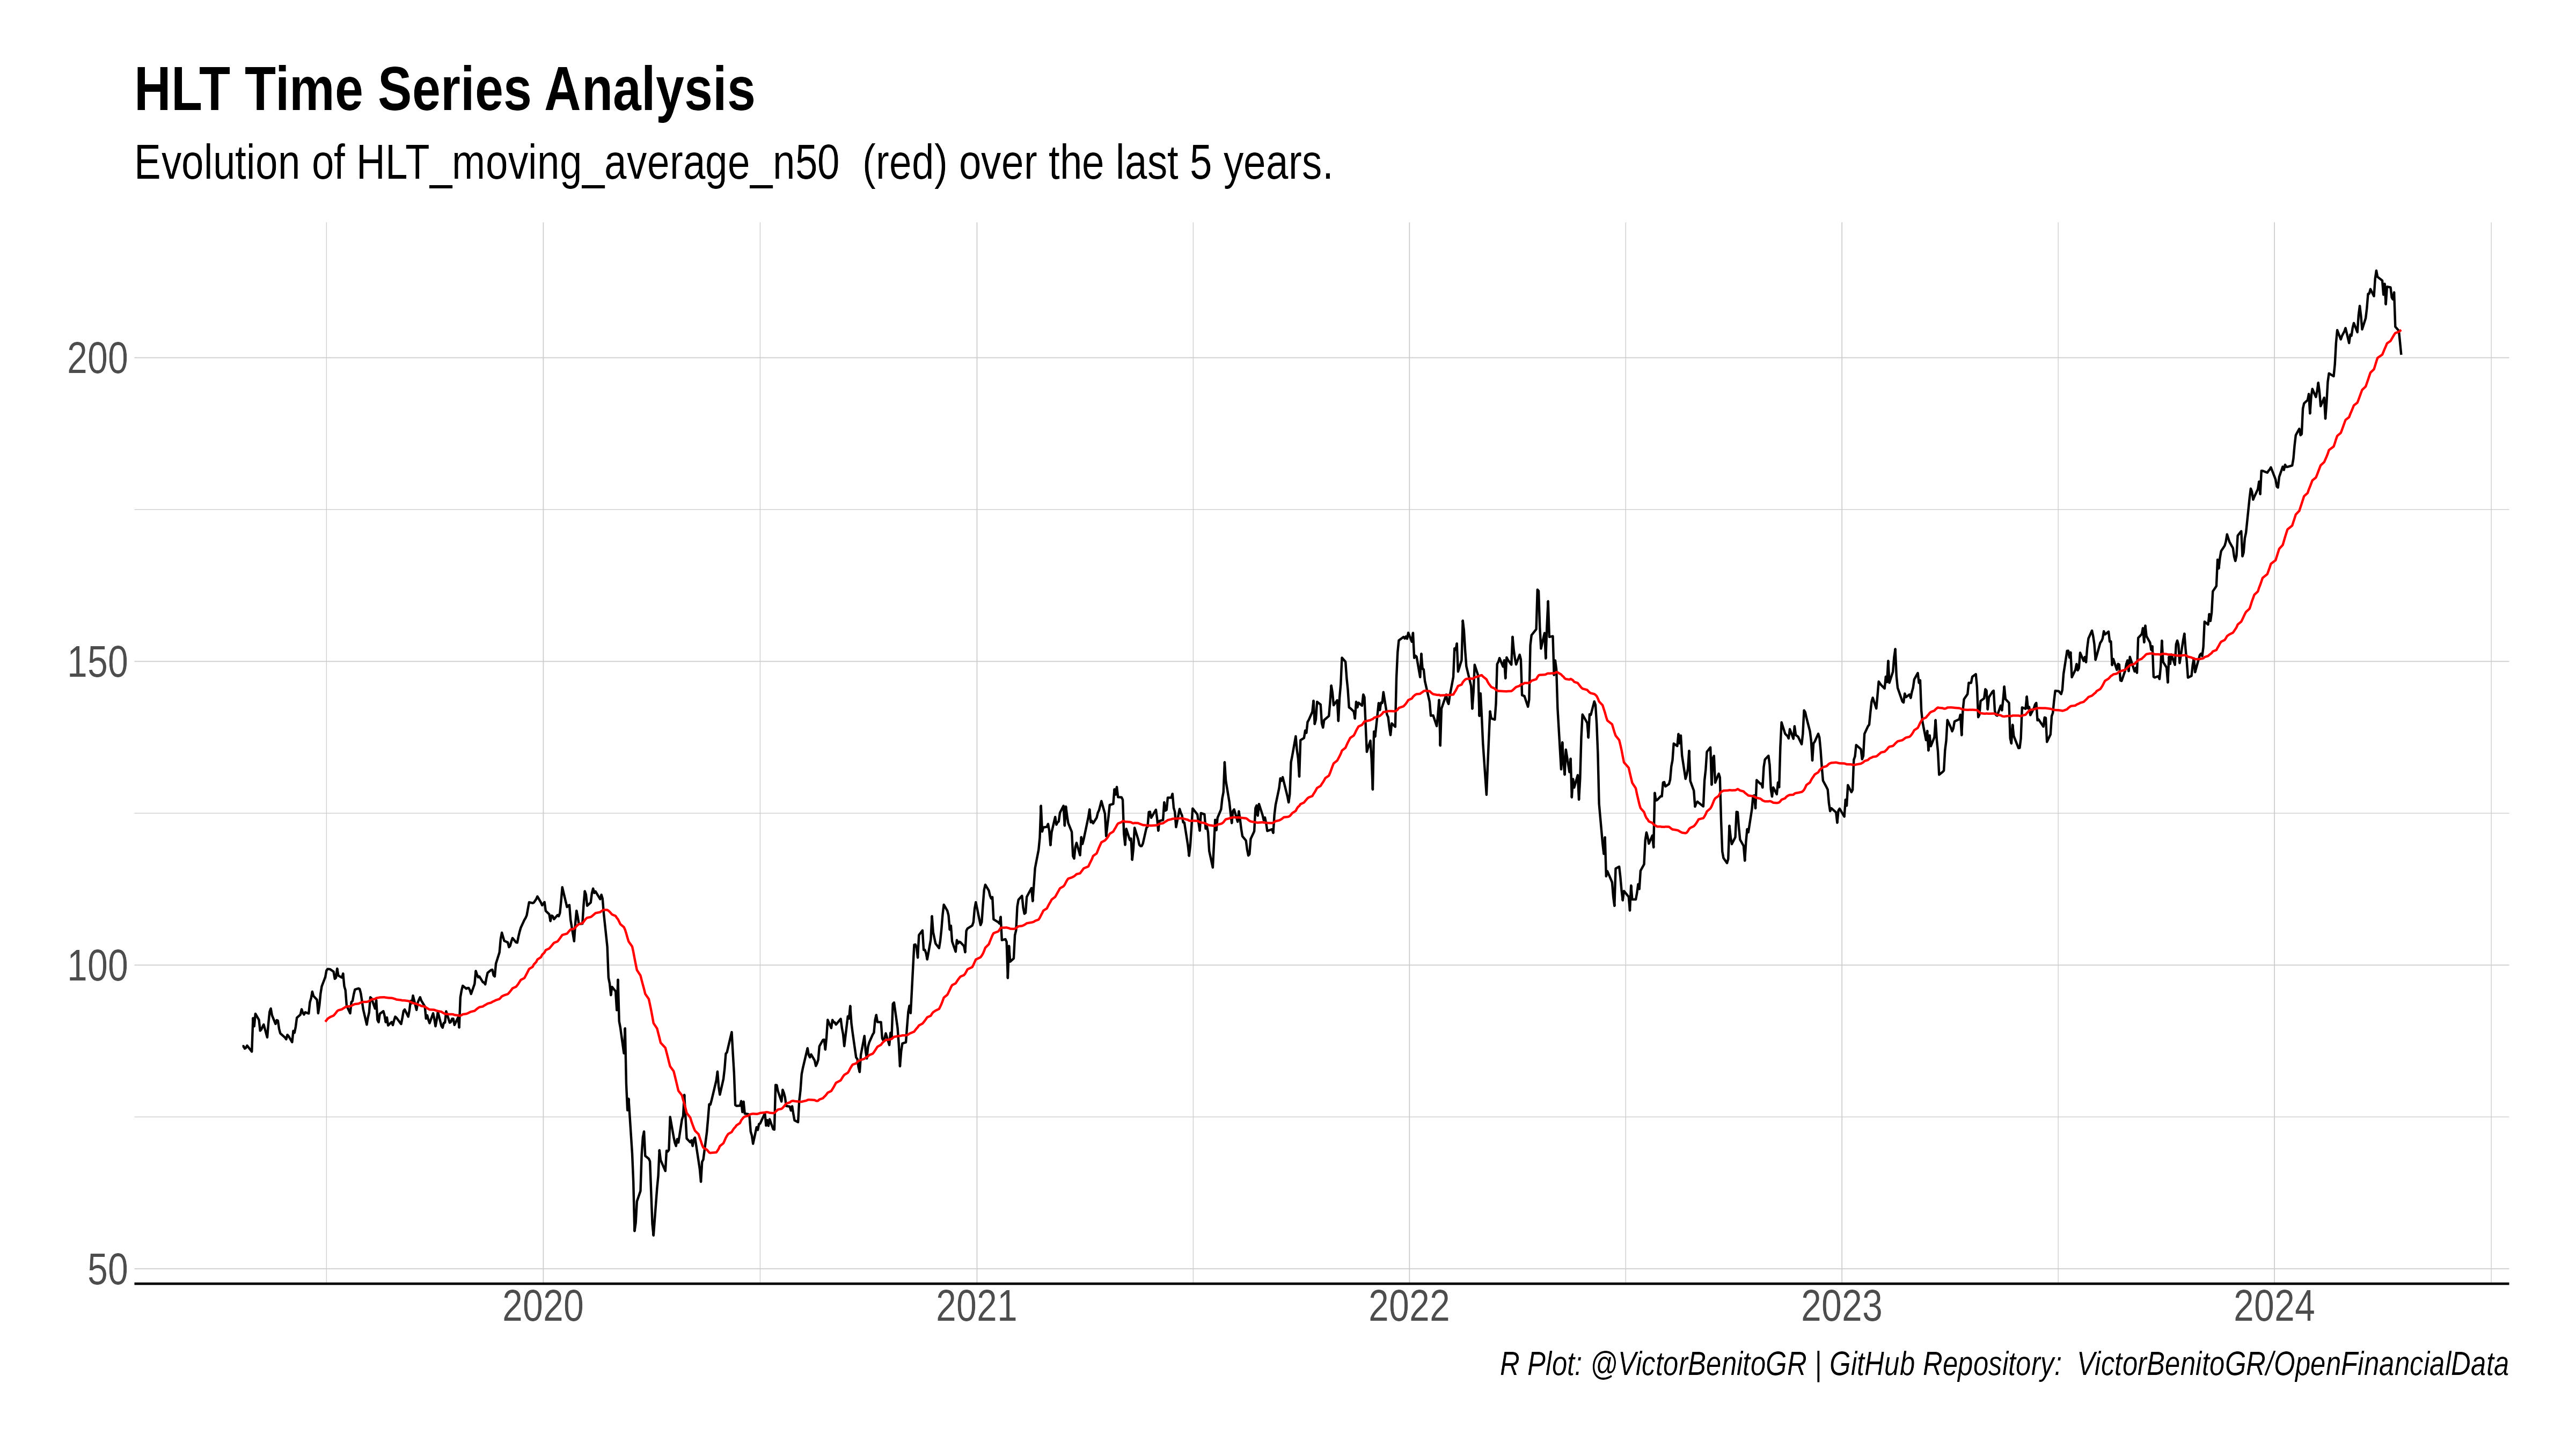 HLT Time Series Analysis
Evolution of HLT_moving_average_n50  (red) over the last 5 years.
200
150
100
50
2020 2021 2022 2023 2024
R Plot: @VictorBenitoGR | GitHub Repository:  VictorBenitoGR/OpenFinancialData